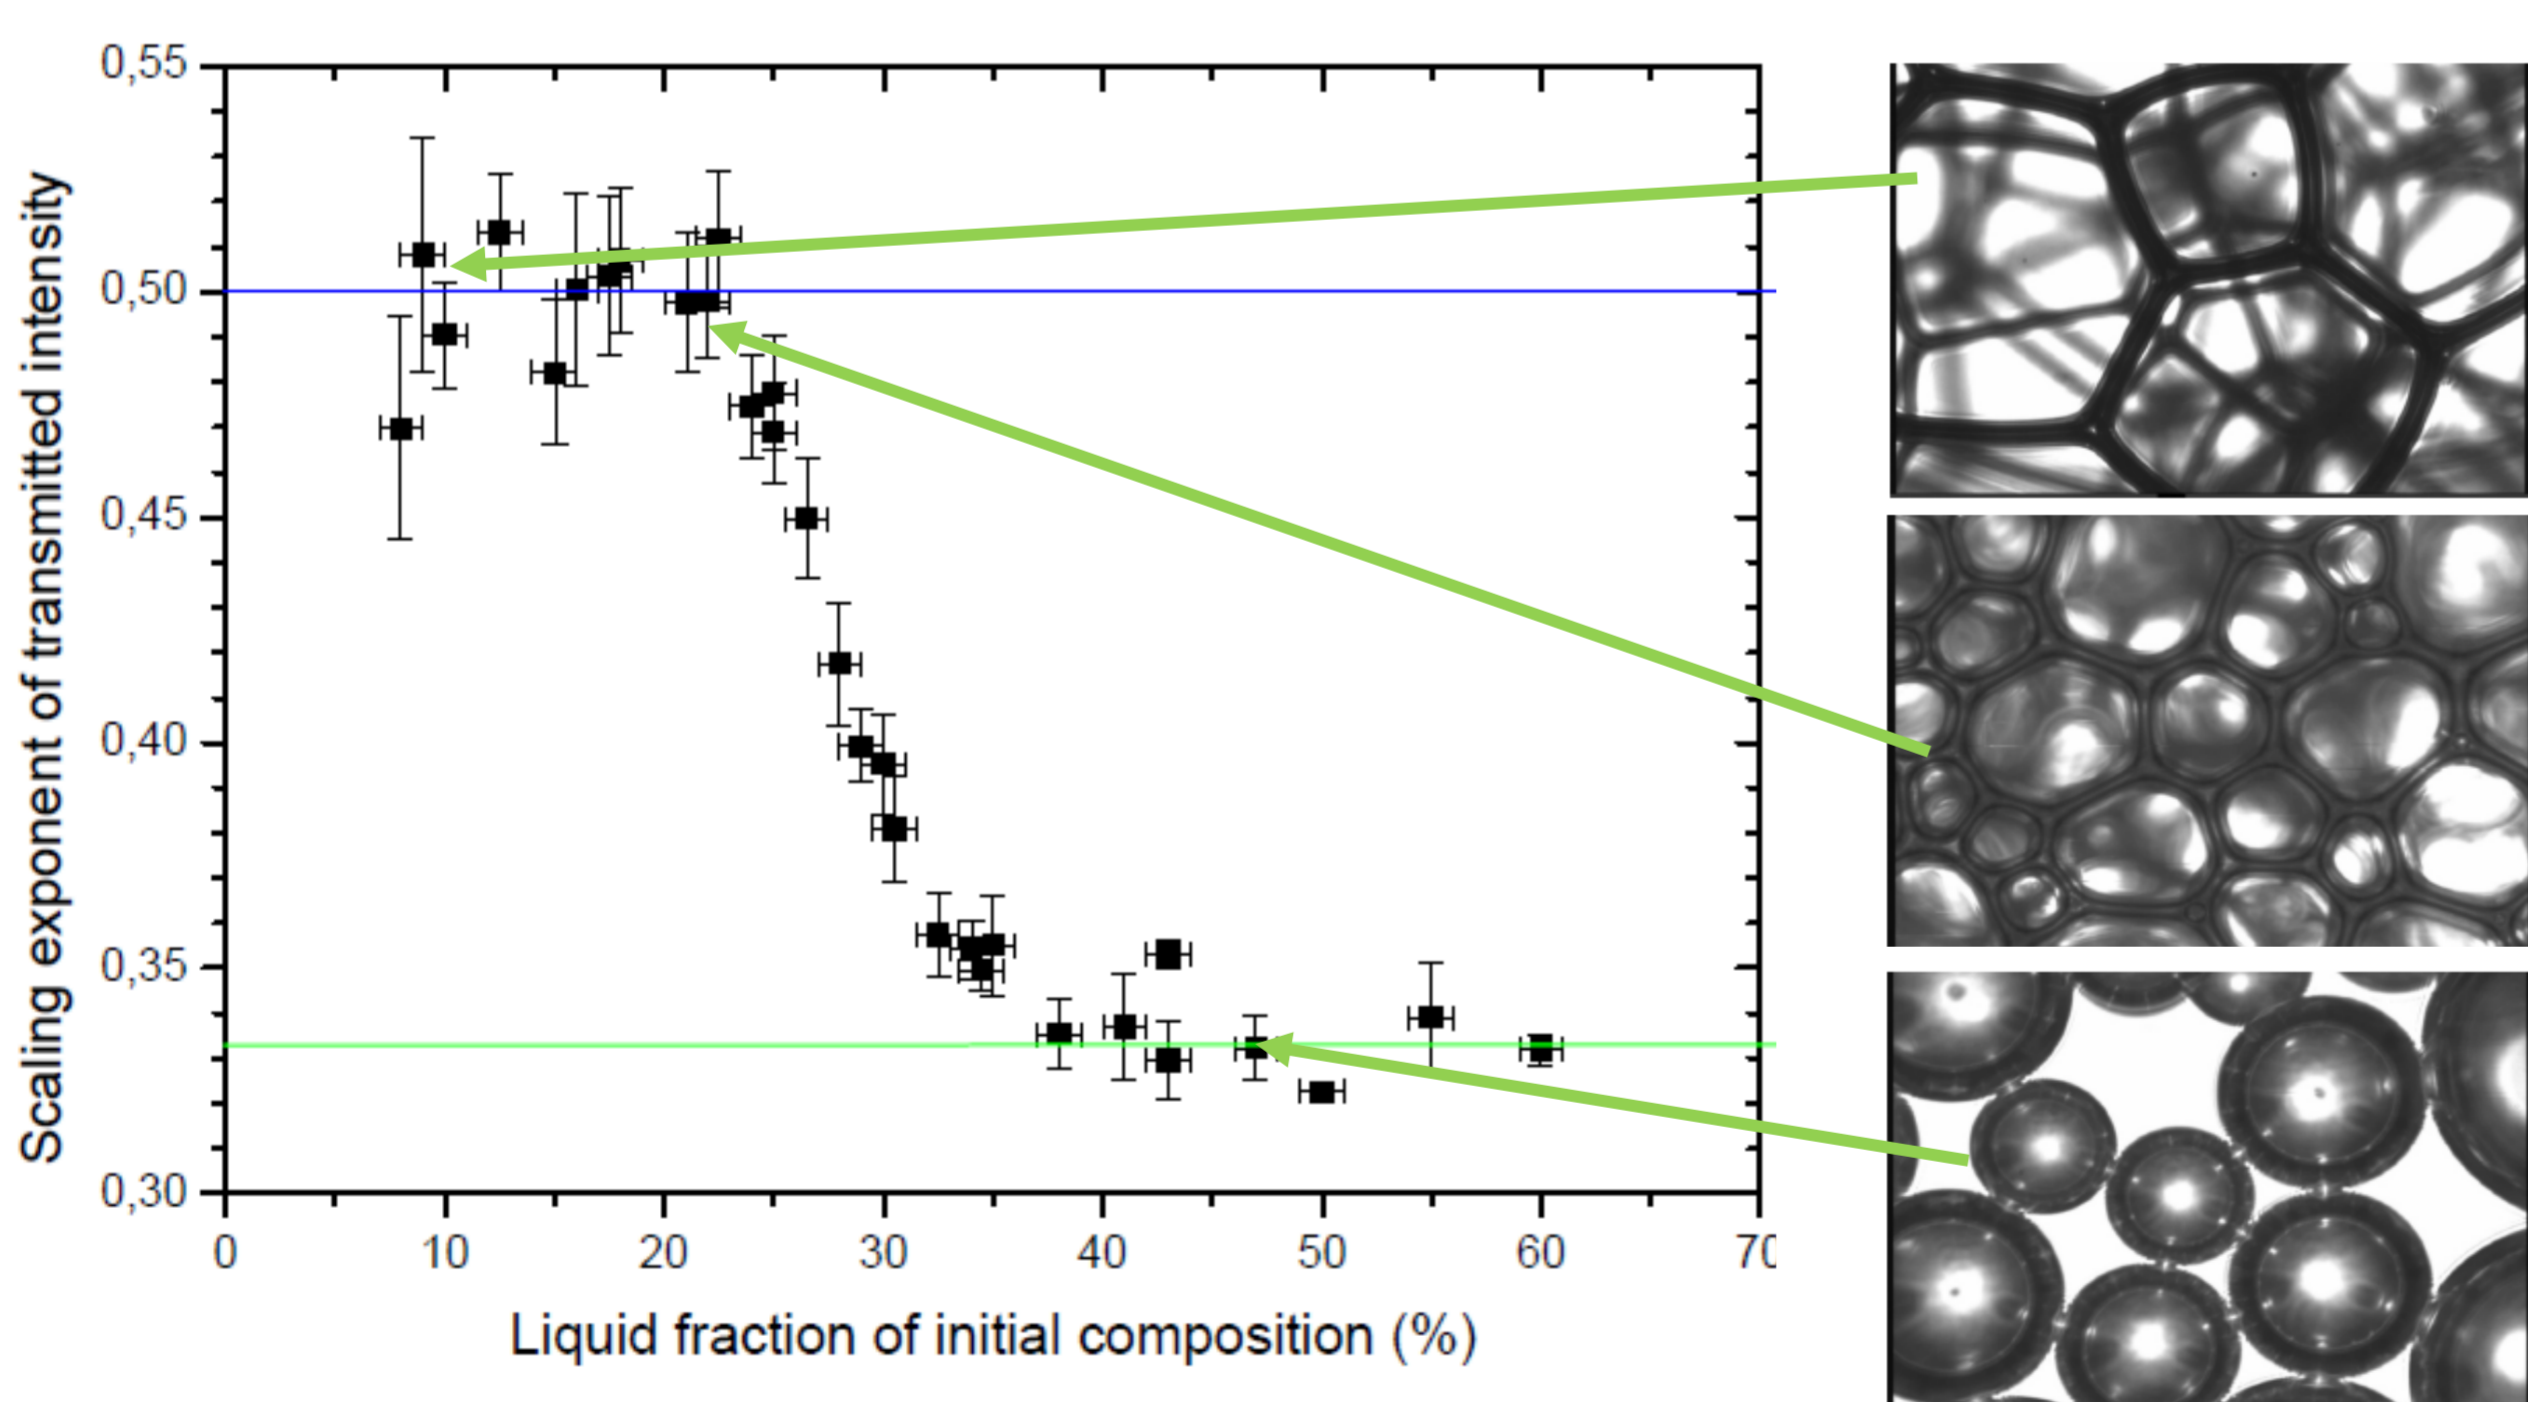 Scaling exponent of transmitted intensity
0,55
0,50
0,45
0,40
0,35
0,30
0 10 20 30 40 50 60 70
Liquid fraction of initial composition (%)